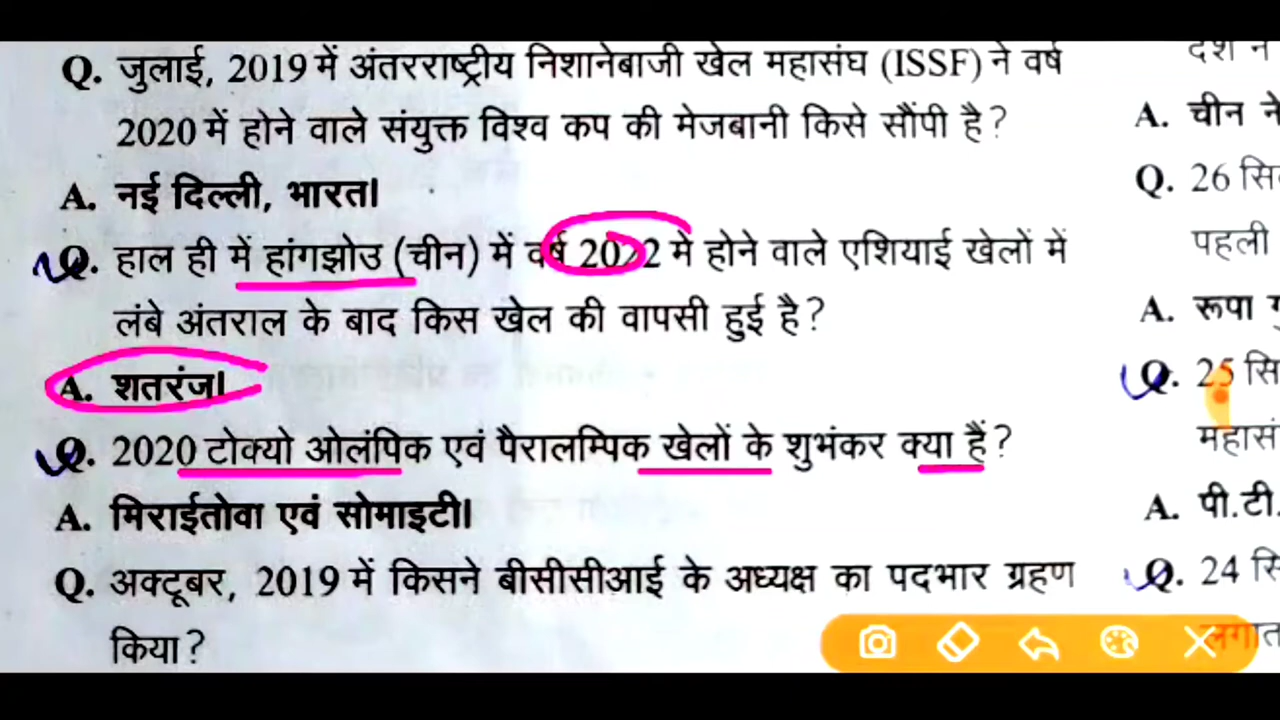 Q. जुलाई, 2019 में अंतरराष्ट्रीय निशानेबाजी खेल महासंघ (ISSF) ने वर्ष
2020 में होने वाले संयुक्त विश्व कप की मेजबानी किसे सौंपी है?
A. नई दिल्ली, भारत।
Q. हाल ही में हांगझोउ (चीन) में वर्ष 2022 में होने वाले एशियाई खेलों में
लंबे अंतराल के बाद किस खेल की वापसी हुई है?
A. शतरंज।
Q. 2020 टोक्यो ओलंपिक एवं पैरालम्पिक खेलों के शुभंकर क्या हैं?
A. मिराईतोवा एवं सोमाइटी।
Q. अक्टूबर, 2019 में किसने बीसीसीआई के अध्यक्ष का पदभार ग्रहण
किया?
A. चीन ने
Q. 26
पहली
A. रूपा
Q. 25
A. पी.टी.
Q. 24